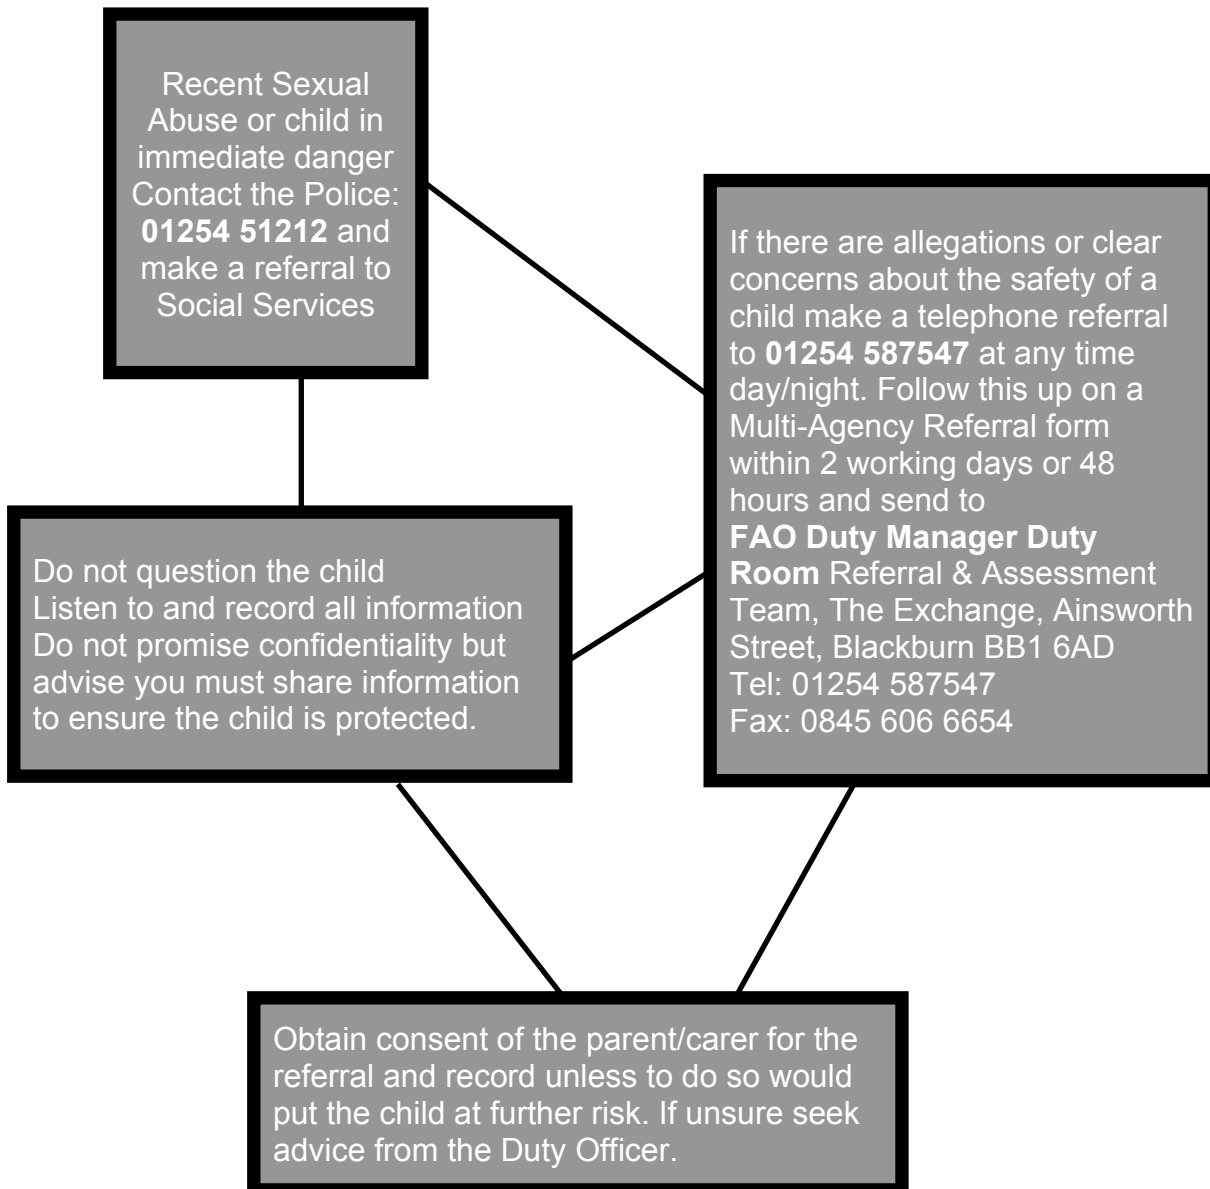 Recent Sexual
Abuse or child in
immediate danger
Contact the Police:
01254 51212 and
make a referral to
Social Services
If there are allegations or clear
concerns about the safety of a
child make a telephone referral
to 01254 587547 at any time
day/night. Follow this up on a
Multi-Agency Referral form
within 2 working days or 48
hours and send to
FAO Duty Manager Duty
Room Referral & Assessment
Team, The Exchange, Ainsworth
Street, Blackburn BB1 6AD
Tel: 01254 587547
Fax: 0845 606 6654
Do not question the child
Listen to and record all information
Do not promise confidentiality but
advise you must share information
to ensure the child is protected.
Obtain consent of the parent/carer for the
referral and record unless to do so would
put the child at further risk. If unsure seek
advice from the Duty Officer.